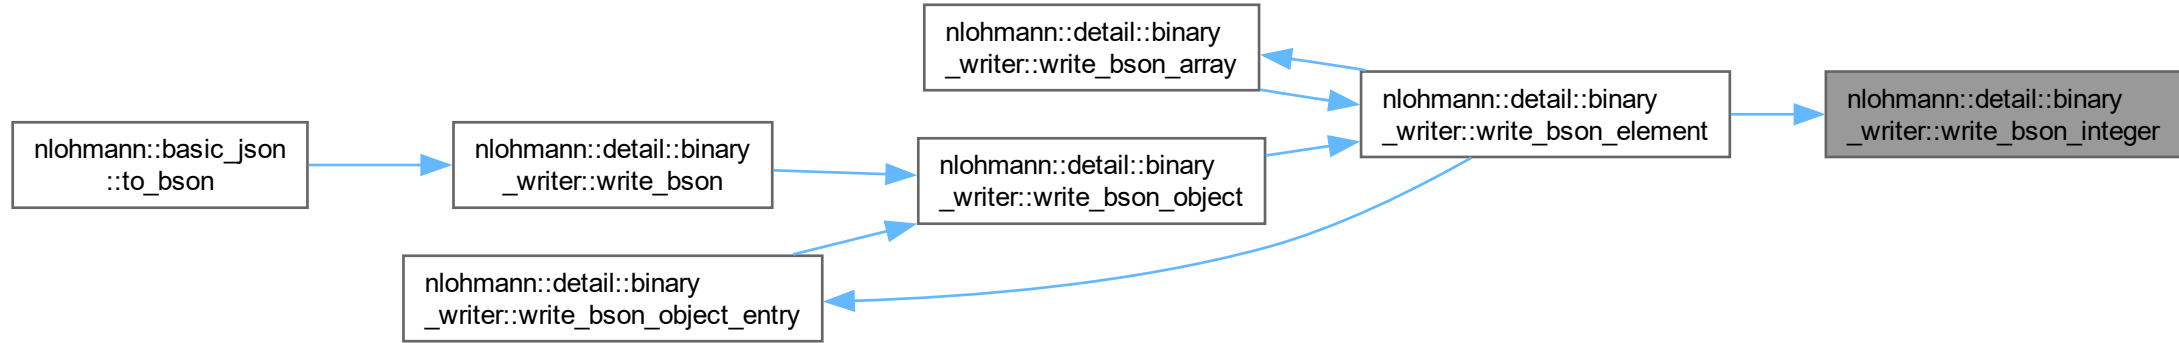 nlohmann::basic_json
::to_bson
nlohmann::detail::binary
_writer::write_bson
nlohmann::detail::binary
_writer::write_bson_array
nlohmann::detail::binary
_writer::write_bson_object
nlohmann::detail::binary
_writer::write_bson_object_entry
nlohmann::detail::binary
_writer::write_bson_element
nlohmann::detail::binary
_writer::write_bson_integer